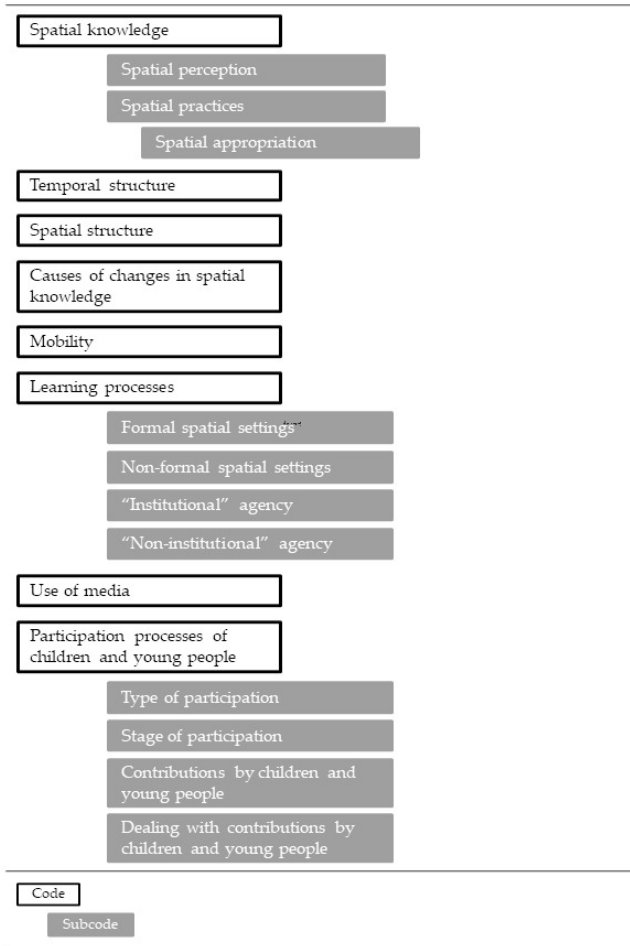 Spatial knowledge
Spatial perception
Spatial practices
Spatial appropriation
Temporal structure
Spatial structure
Causes of changes in spatial
knowledge
Mobility
Learning processes
Formal spatial settings
Non-formal spatial settings
“Institutional” agency
“Non-institutional” agency
Use of media
Participation processes of
children and young people
Type of participation
Stage of participation
Contributions by children and
young people
Dealing with contributions by
children and young people
Code
Subcode